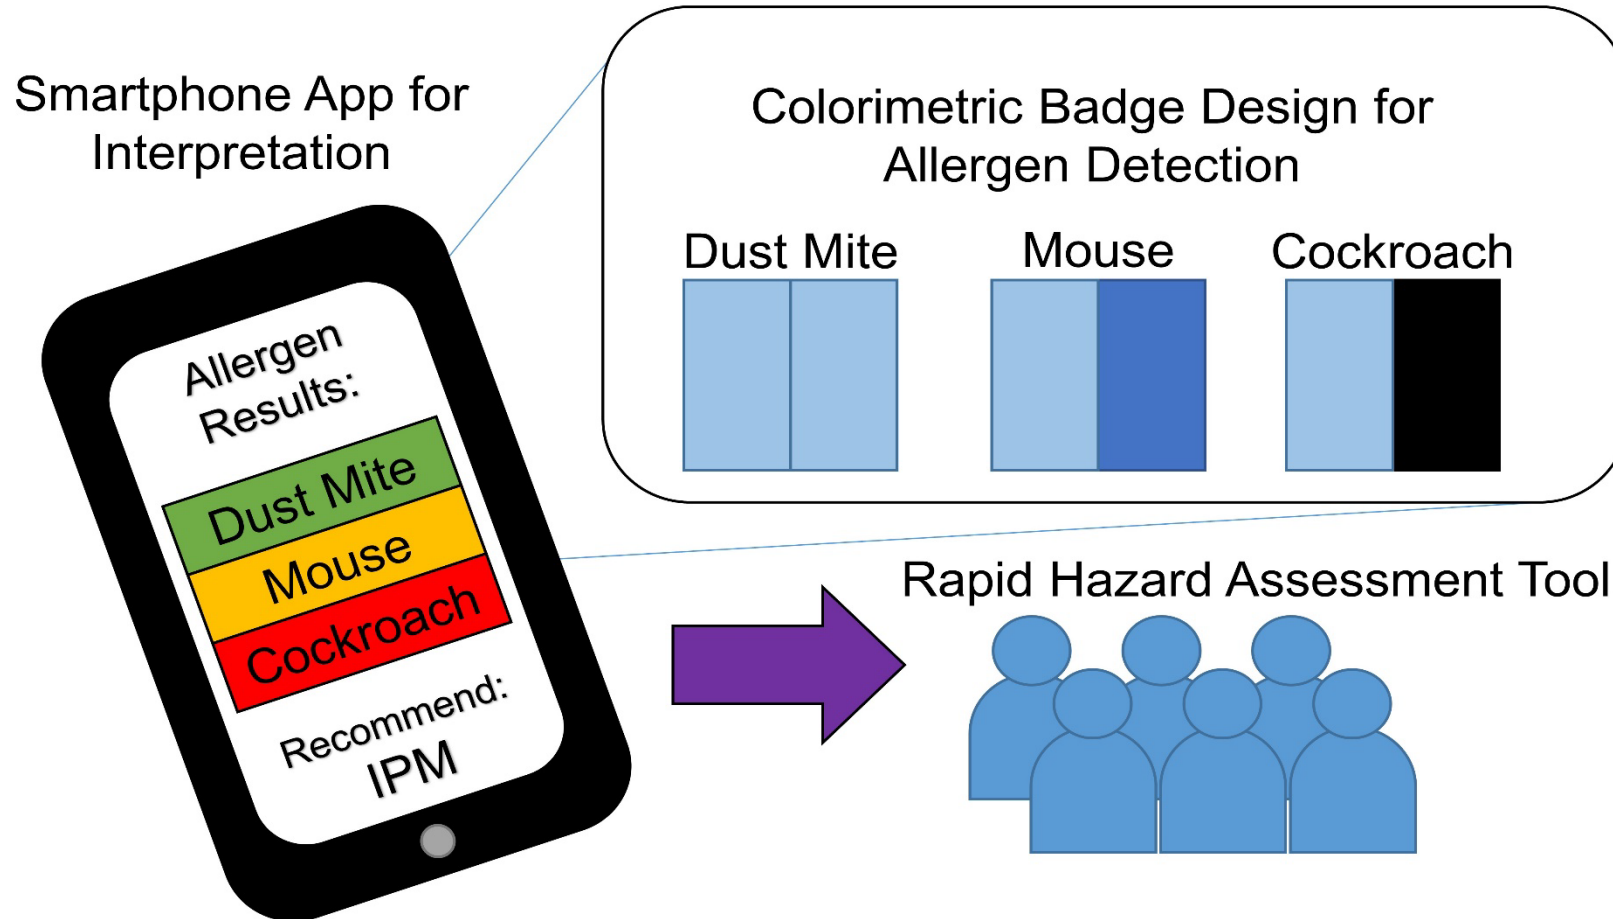 Smartphone App for
Interpretation
Allergen
Results:
Dust Mite
Mouse
Cockroach
Recommend:
IPM
Colorimetric Badge Design for
Allergen Detection
Dust Mite
Mouse
Cockroach
Rapid Hazard Assessment Tool